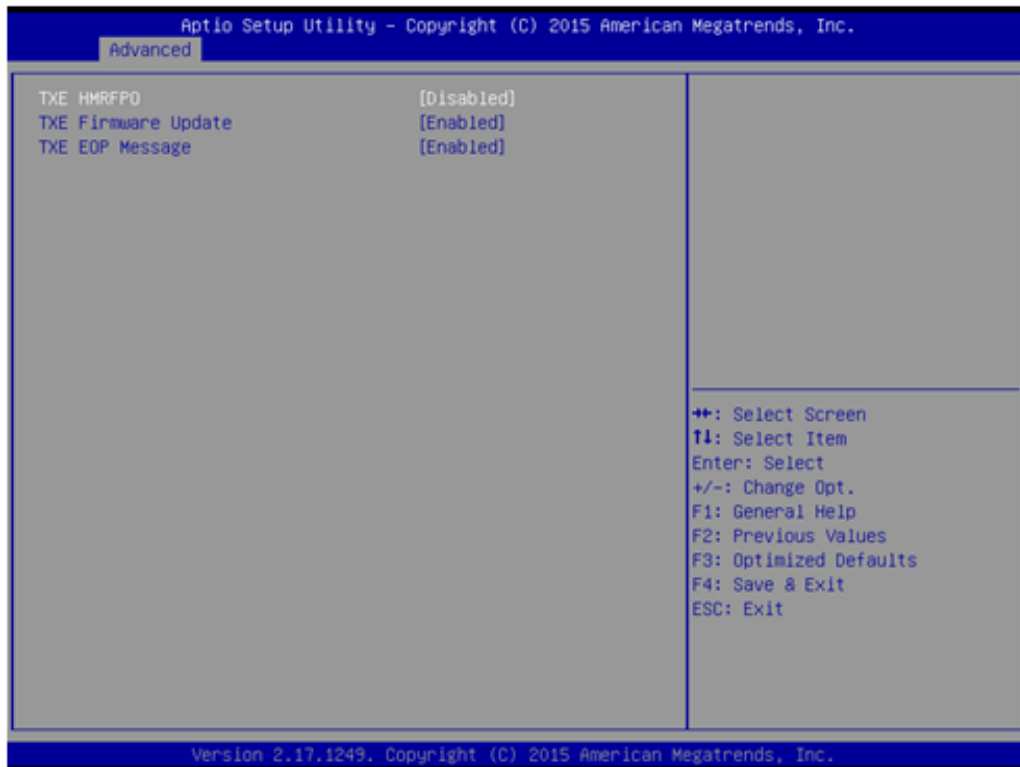 Aptio Setup Utility – Copyright (C) 2015 American Megatrends, Inc.
Advanced
TXE HMRFPO [Disabled]
TXE Firmware Update [Enabled]
TXE EOP Message [Enabled]
→←: Select Screen
↑↓: Select Item
Enter: Select
+/-: Change Opt.
F1: General Help
F2: Previous Values
F3: Optimized Defaults
F4: Save & Exit
ESC: Exit
Version 2.17.1249. Copyright (C) 2015 American Megatrends, Inc.